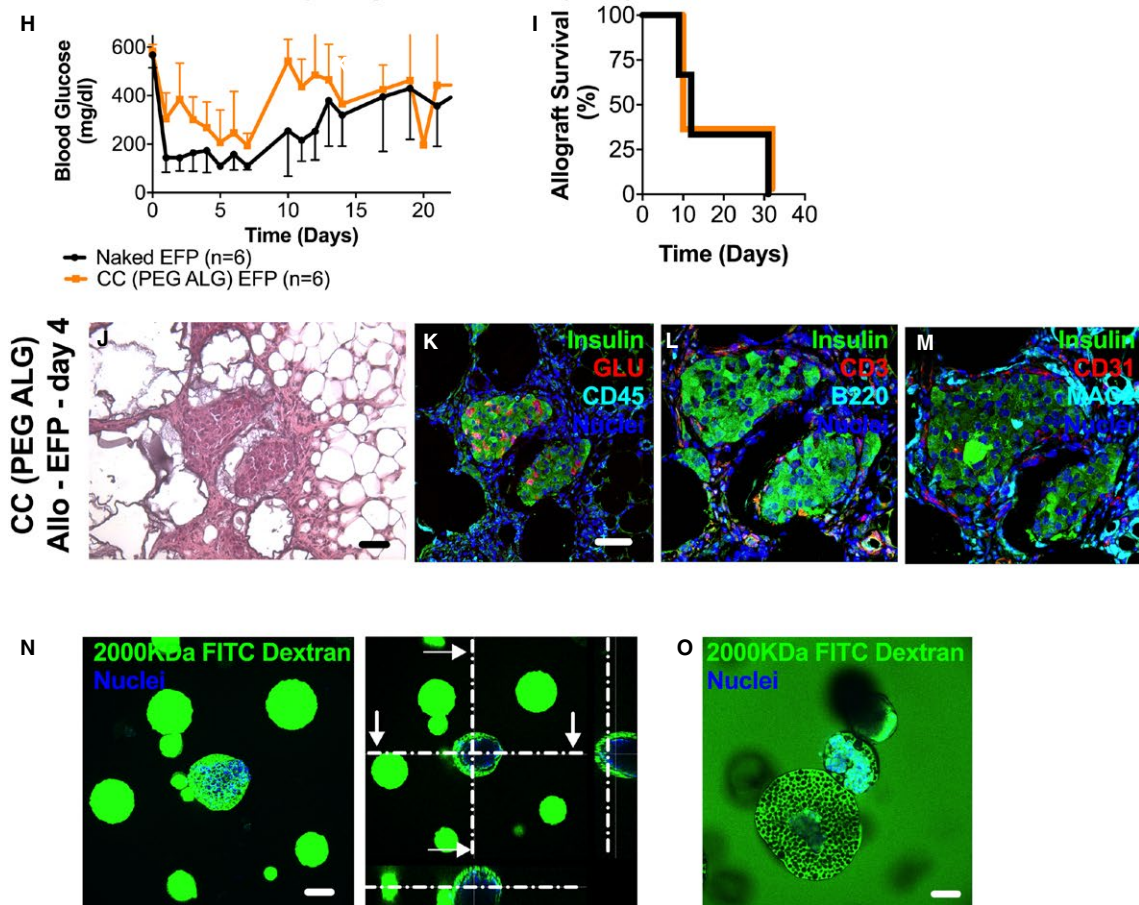 H
600
400
200
0
Blood Glucose
(mg/dl)
0 5 10 15 20
Time (Days)
Naked EFP (n=6)
CC (PEG ALG) EFP (n=6)
I
100
75
50
25
0
Allograft Survival
(%)
0 10 20 30 40
Time (Days)
CC (PEG ALG)
Allo - EFP - day 4
J
K
Insulin
GLU
CD45
Nuclei
L
Insulin
CD3
B220
Nuclei
M
Insulin
CD31
MAC2
Nuclei
N
2000KDa FITC Dextran
Nuclei
O
2000KDa FITC Dextran
Nuclei